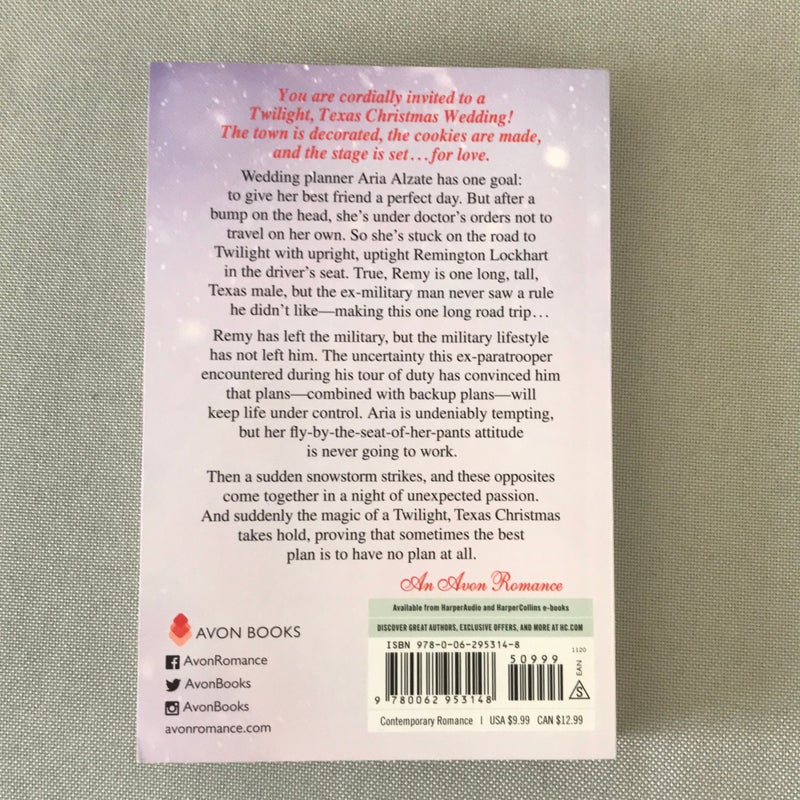 You are cordially invited to a
Twilight, Texas Christmas Wedding!
The town is decorated, the cookies are made,
and the stage is set...for love.
Wedding planner Aria Alzate has one goal:
to give her best friend a perfect day. But after a
bump on the head, she's under doctor's orders not to
travel on her own. So she's stuck on the road to
Twilight with upright, uptight Remington Lockhart
in the driver's seat. True, Remy is one long, tall,
Texas male, but the ex-military man never saw a rule
he didn't like—making this one long road trip...
Remy has left the military, but the military lifestyle
has not left him. The uncertainty this ex-paratrooper
encountered during his tour of duty has convinced him
that plans—combined with backup plans—will
keep life under control. Aria is undeniably tempting,
but her fly-by-the-seat-of-her-pants attitude
is never going to work.
Then a sudden snowstorm strikes, and these opposites
come together in a night of unexpected passion.
And suddenly the magic of a Twilight, Texas Christmas
takes hold, proving that sometimes the best
plan is to have no plan at all.
An Avon Romance
AVON BOOKS
AvonRomance
AvonBooks
AvonBooks
avonromance.com
Available from HarperAudio and HarperCollins e-books
DISCOVER GREAT AUTHORS, EXCLUSIVE OFFERS, AND MORE AT HC.COM
ISBN 978-0-06-295314-8
50999
1120
EAN
S
9 780062 953148
Contemporary Romance | USA $9.99 CAN $12.99